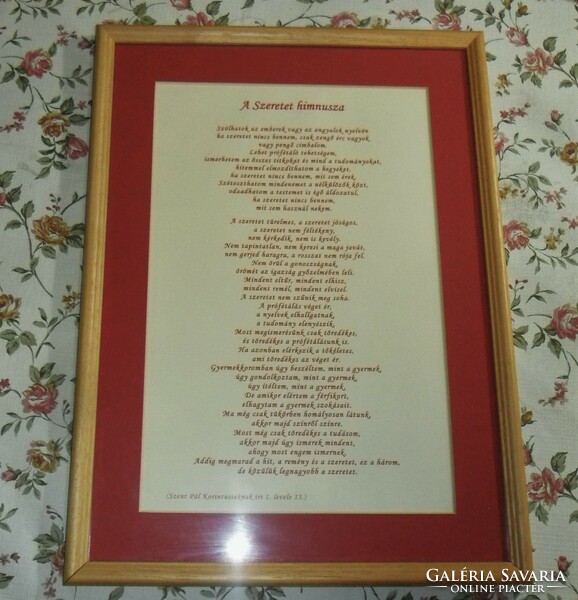 A Szeretet himnusza
Szólhatok az emberek vagy az angyalok nyelvén
ha szeretet nincs bennem, csak zengő érc vagyok,
vagy pengő cimbalom.
Lehet prófétáló tehetségem,
ismerhetem az összes titkokat és mind a tudományokat,
hitemmel elmozdíthatom a hegyeket,
ha szeretet nincs bennem, mit sem érek.
Szétoszthatom mindenemet a nélkülözők közt,
odaadhatom a testemet is égő áldozatul,
ha szeretet nincs bennem,
mit sem használ nekem.
A szeretet türelmes, a szeretet jóságos,
a szeretet nem féltékeny,
nem kérkedik, nem is kevély.
Nem tapintatlan, nem keresi a maga javát,
nem gerjed haragra, a rosszat nem rója fel.
Nem örül a gonoszságnak,
örömét az igazság győzelmében leli.
Mindent eltűr, mindent elhisz,
mindent remél, mindent elvisel.
A szeretet nem szűnik meg soha.
A prófétálás véget ér,
a nyelvek elhallgatnak,
a tudomány elenyészik.
Most megismerésünk csak töredékes,
és töredékes a prófétálásunk is.
Ha azonban elérkezik a tökéletes,
ami töredékes az véget ér.
Gyermekkoromban úgy beszéltem, mint a gyermek,
úgy gondolkoztam, mint a gyermek,
úgy ítéltem, mint a gyermek,
De amikor elértem a férfikort,
elhagytam a gyermek szokásait.
Ma még csak tükörben homályosan látunk,
akkor majd színről színre.
Most még csak töredékes a tudásom,
akkor majd úgy ismerek mindent,
ahogy most engem ismernek.
Addig megmarad a hit, a remény és a szeretet, ez a három,
de közülük legnagyobb a szeretet.
(Szent Pál Korintusiaknak írt 1. levele 13.)
GALÉRIA SAVARIA
ONLINE PIACTÉR